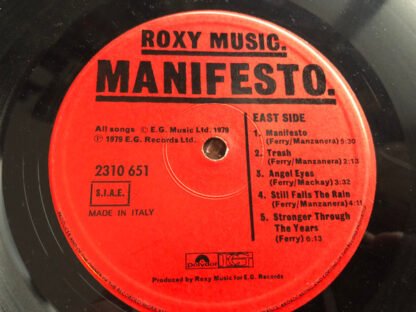 ROXY MUSIC.
MANIFESTO.
All songs © E.G. Music Ltd. 1979
℗ 1979 E.G. Records Ltd.
2310 651
S.I.A.E.
MADE IN ITALY
EAST SIDE
1. Manifesto
(Ferry/Manzanera) 5:30
2. Trash
(Ferry/Manzanera) 2:13
3. Angel Eyes
(Ferry/Mackay) 3:32
4. Still Falls The Rain
(Ferry/Manzanera) 4:11
5. Stronger Through
The Years
(Ferry) 6:13
polydor
EG
Produced by Roxy Music for E.G. Records